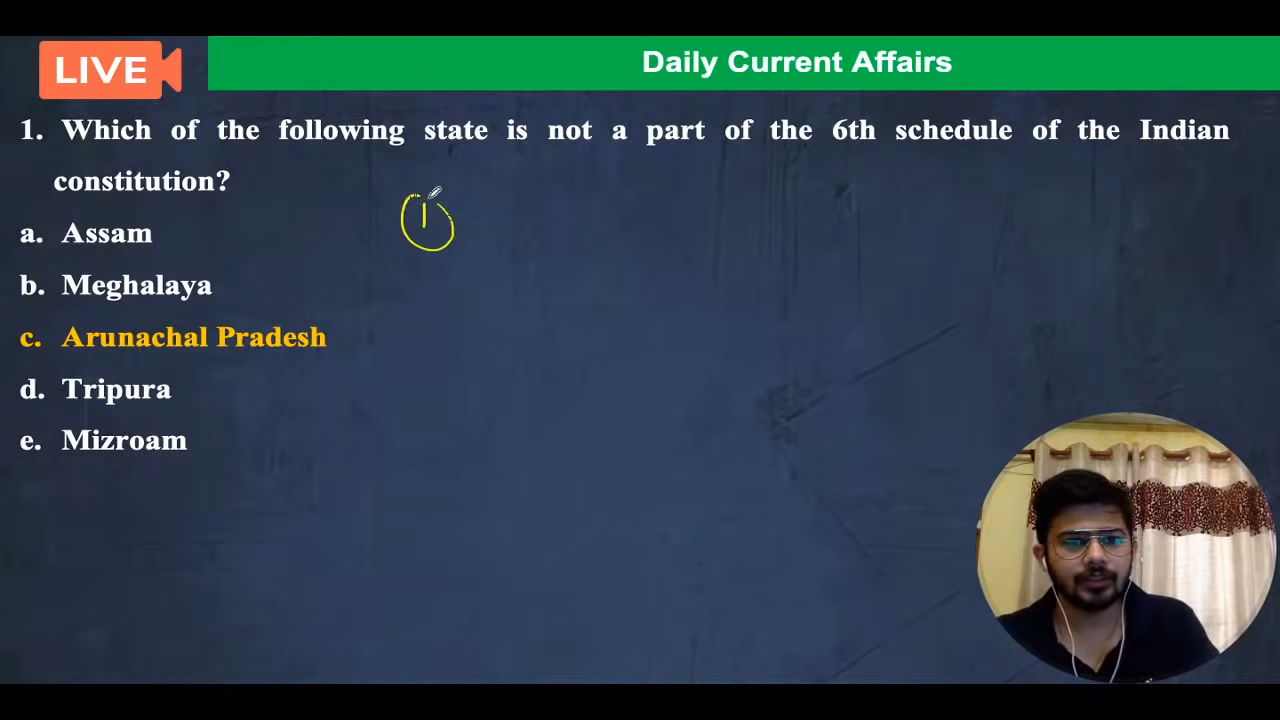 LIVE
Daily Current Affairs
1. Which of the following state is not a part of the 6th schedule of the Indian
constitution?
1
a. Assam
b. Meghalaya
c. Arunachal Pradesh
d. Tripura
e. Mizroam